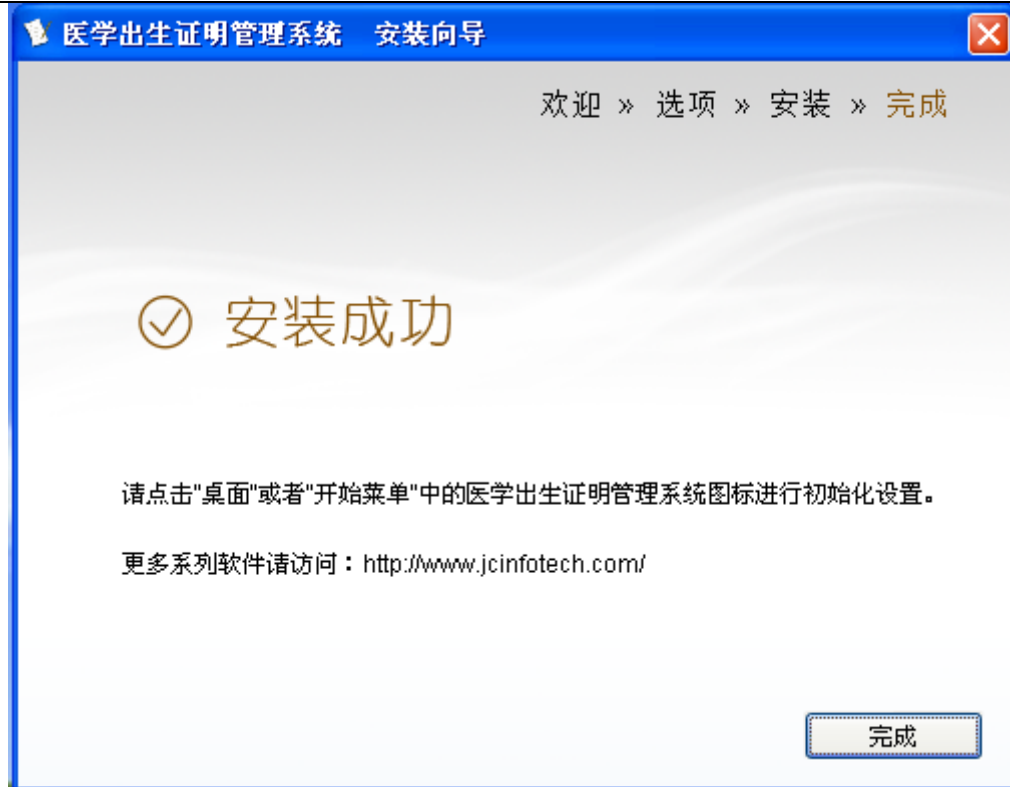 医学出生证明管理系统 安装向导
欢迎 » 选项 » 安装 » 完成
安装成功
请点击"桌面"或者"开始菜单"中的医学出生证明管理系统图标进行初始化设置。
更多系列软件请访问：http://www.jcinfotech.com/
完成